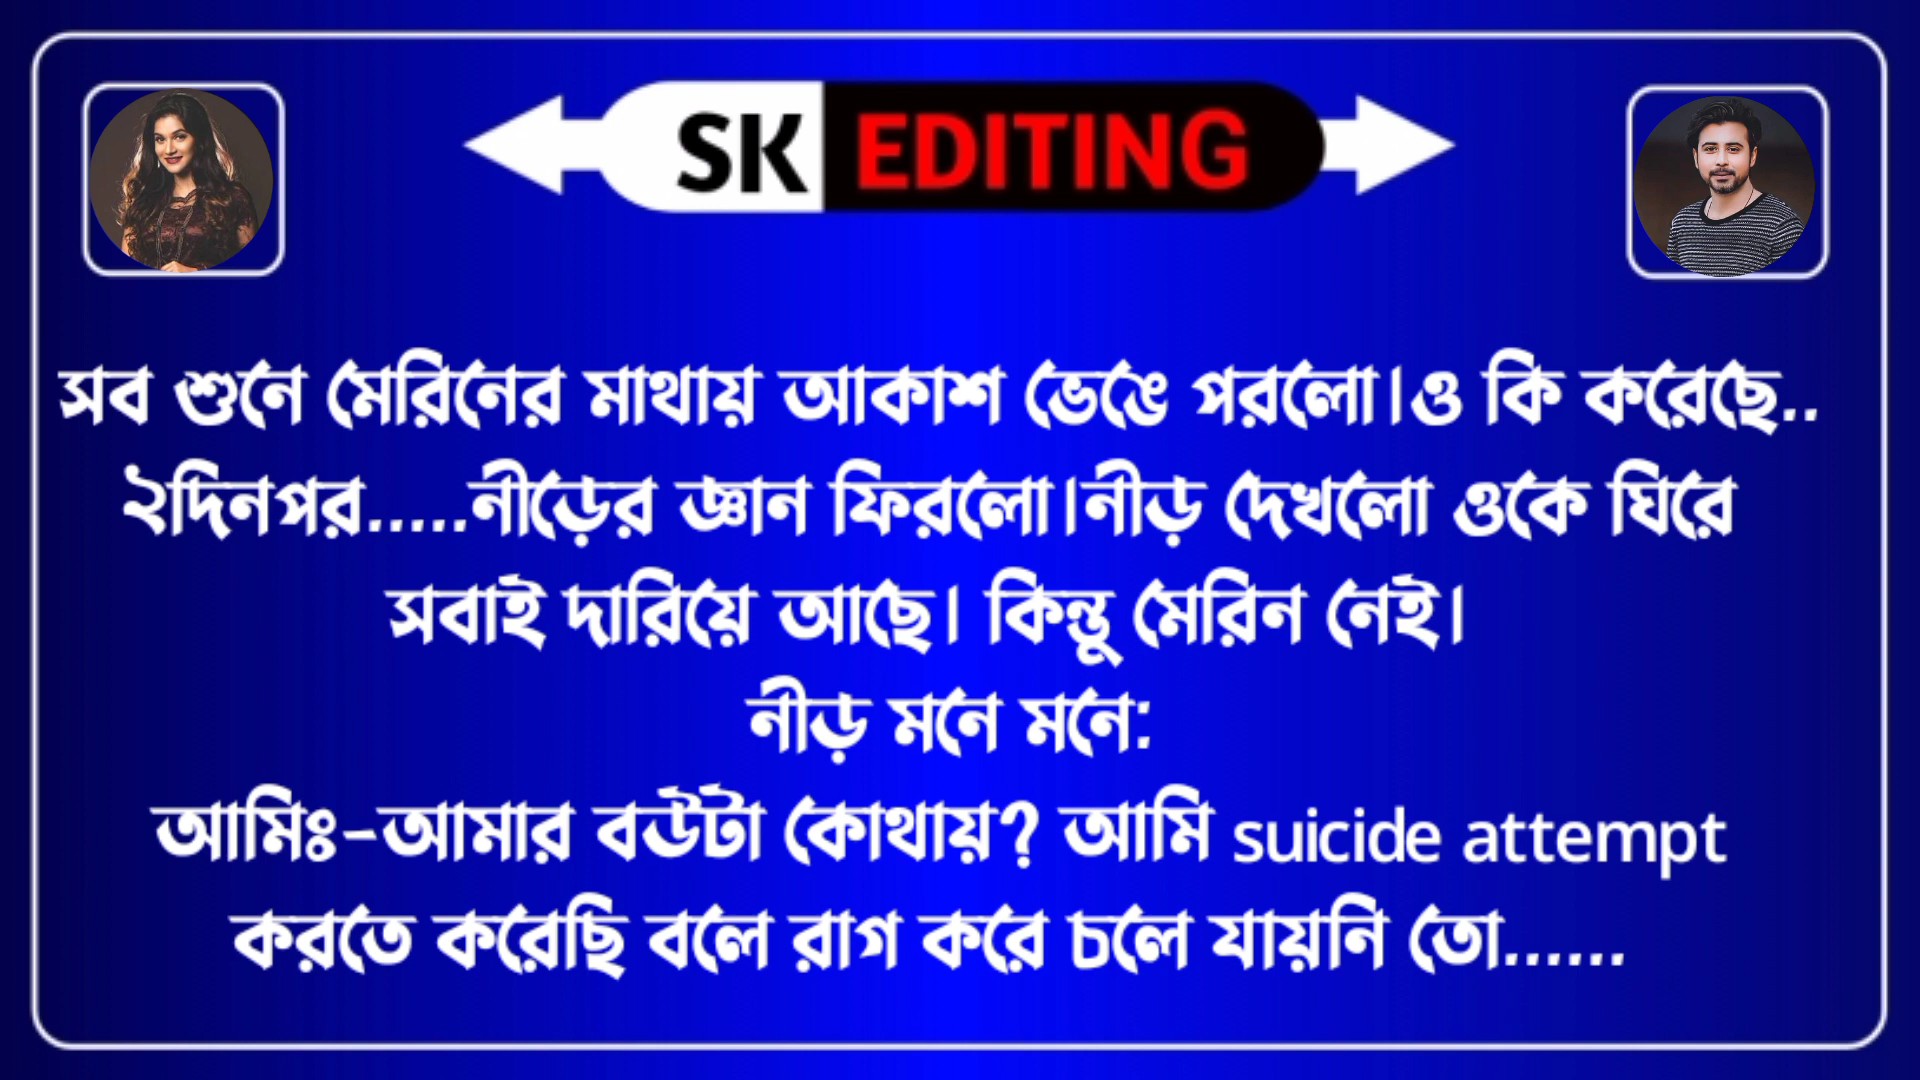 SK EDITING
সব শুনে মেরিনের মাথায় আকাশ ভেঙে পরলো।ও কি করেছে..
২দিনপর.....নীড়ের জ্ঞান ফিরলো।নীড় দেখলো ওকে ঘিরে
সবাই দারিয়ে আছে। কিন্তু মেরিন নেই।
নীড় মনে মনে:
আমিঃ-আমার বউটা কোথায়? আমি suicide attempt
করতে করেছি বলে রাগ করে চলে যায়নি তো......